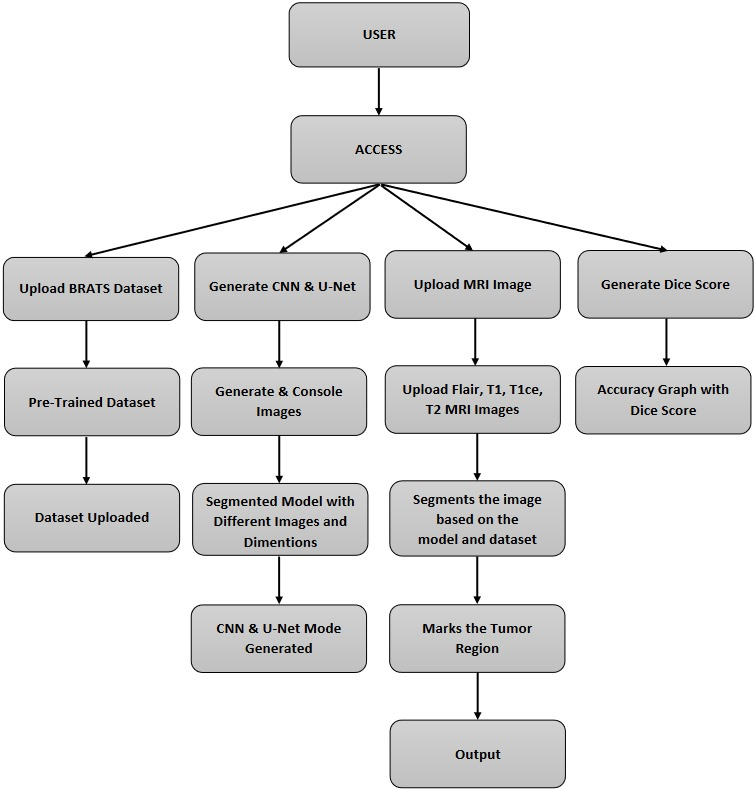 USER
ACCESS
Upload BRATS Dataset
Generate CNN & U-Net
Upload MRI Image
Generate Dice Score
Pre-Trained Dataset
Generate & Console
Images
Upload Flair, T1, T1ce,
T2 MRI Images
Accuracy Graph with
Dice Score
Dataset Uploaded
Segmented Model with
Different Images and
Dimentions
Segments the image
based on the
model and dataset
CNN & U-Net Mode
Generated
Marks the Tumor
Region
Output